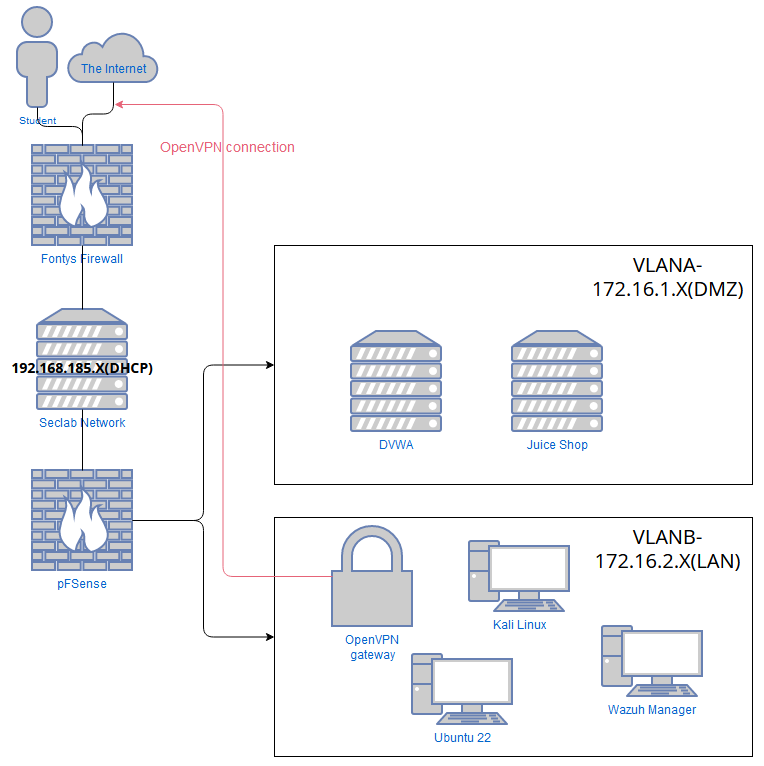 The Internet
Student
OpenVPN connection
Fontys Firewall
VLANA-
172.16.1.X(DMZ)
192.168.185.X(DHCP)
Seclab Network
DVWA
Juice Shop
VLANB-
172.16.2.X(LAN)
pFSense
Kali Linux
OpenVPN
gateway
Wazuh Manager
Ubuntu 22